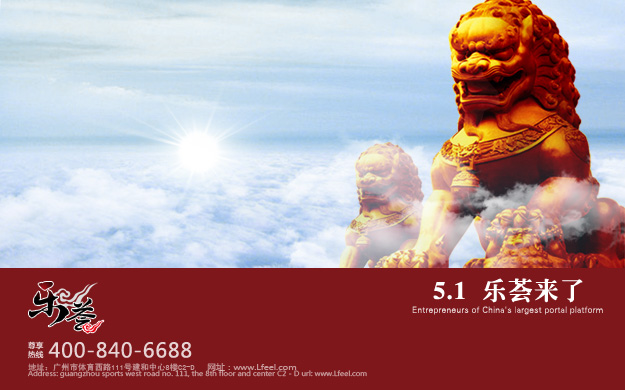 5.1 乐荟来了
Entrepreneurs of China's largest portal platform
乐荟
尊享
热线 400-840-6688
地址：广州市体育西路111号建和中心8楼C2-D 网址：www.Lfeel.com
Address: guangzhou sports west road no. 111, the 8th floor and center C2 - D url: www.Lfeel.com